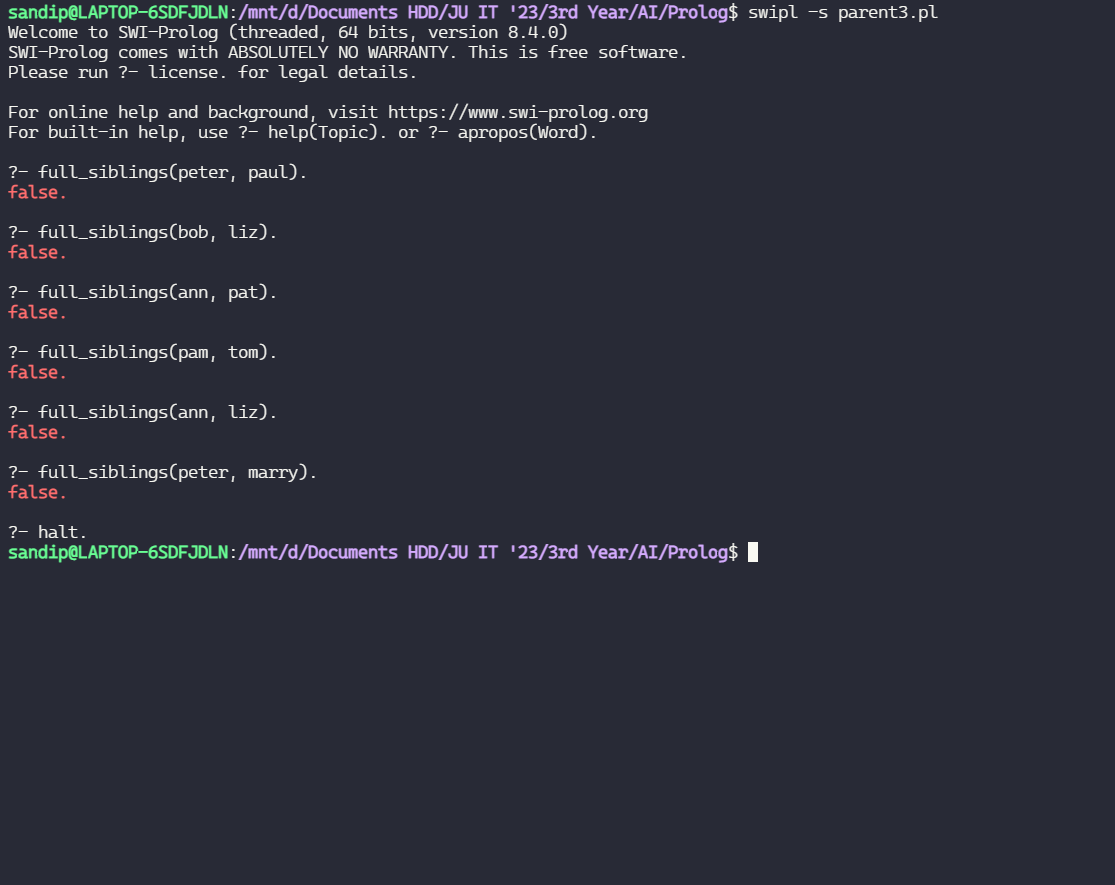 sandip@LAPTOP-6SDFJDLN:/mnt/d/Documents HDD/JU IT '23/3rd Year/AI/Prolog$ swipl -s parent3.pl
Welcome to SWI-Prolog (threaded, 64 bits, version 8.4.0)
SWI-Prolog comes with ABSOLUTELY NO WARRANTY. This is free software.
Please run ?- license. for legal details.

For online help and background, visit https://www.swi-prolog.org
For built-in help, use ?- help(Topic). or ?- apropos(Word).

?- full_siblings(peter, paul).
false.

?- full_siblings(bob, liz).
false.

?- full_siblings(ann, pat).
false.

?- full_siblings(pam, tom).
false.

?- full_siblings(ann, liz).
false.

?- full_siblings(peter, marry).
false.

?- halt.
sandip@LAPTOP-6SDFJDLN:/mnt/d/Documents HDD/JU IT '23/3rd Year/AI/Prolog$